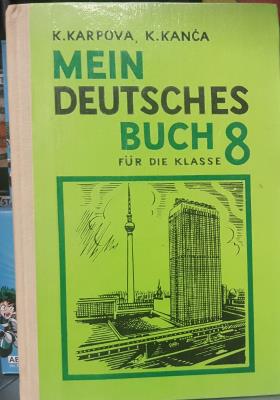 K. KARPOVA, K. KANČA
MEIN
DEUTSCHES
BUCH 8
FÜR DIE KLASSE